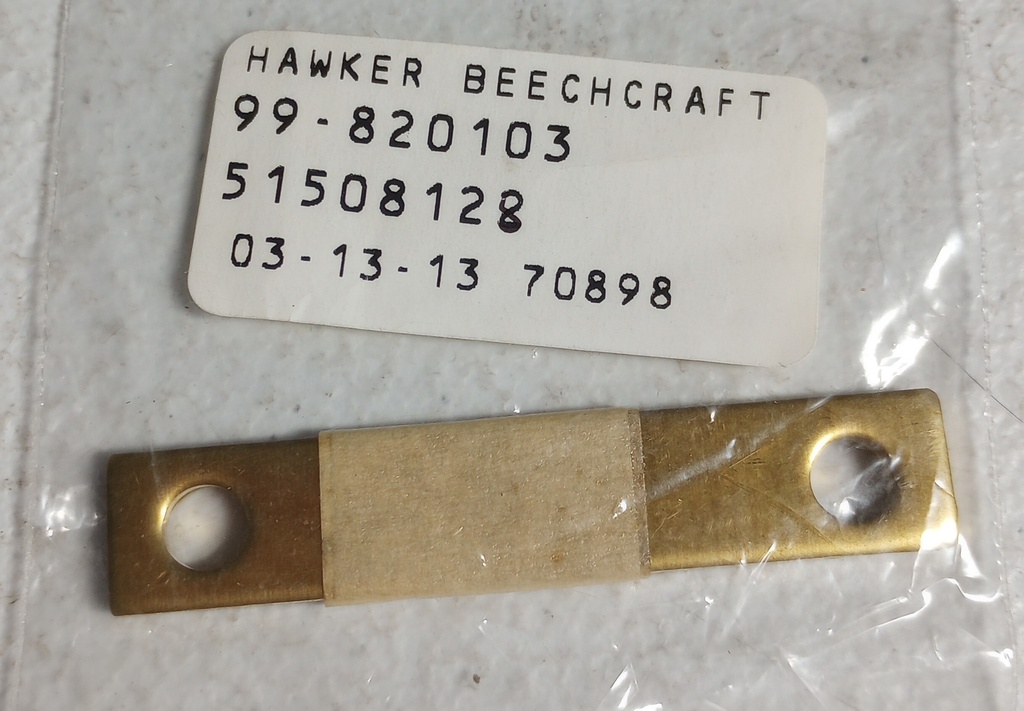 HAWKER BEECHCRAFT
99-820103
51508128
03-13-13 70898